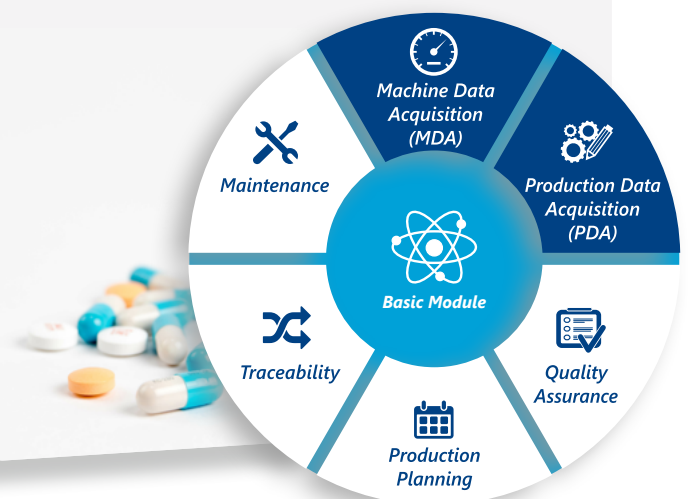 Machine Data
Acquisition
(MDA)
Production Data
Acquisition
(PDA)
Maintenance
Basic Module
Traceability
Quality
Assurance
Production
Planning